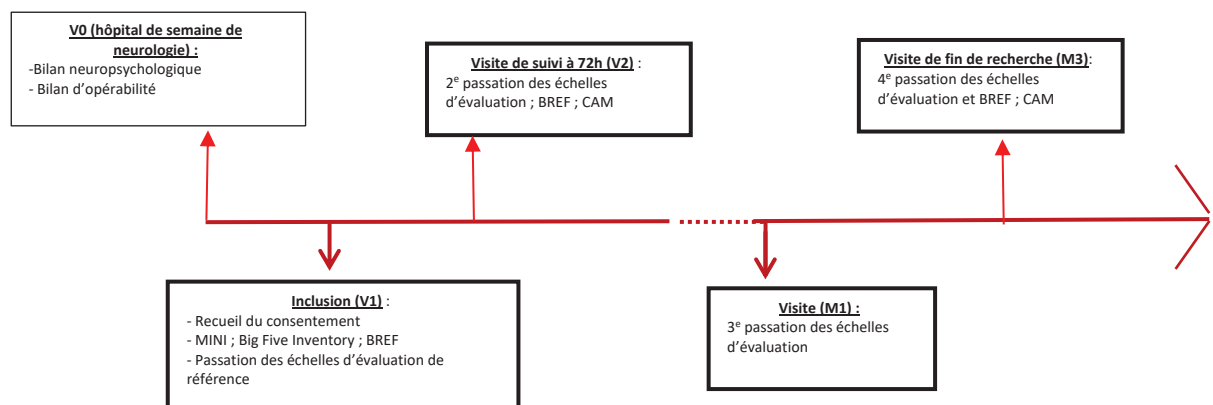 V0 (hôpital de semaine de
neurologie) :
-Bilan neuropsychologique
- Bilan d'opérabilité
Visite de suivi à 72h (V2) :
2e passation des échelles
d'évaluation ; BREF ; CAM
Visite de fin de recherche (M3):
4e passation des échelles
d'évaluation et BREF ; CAM
Inclusion (V1) :
- Recueil du consentement
- MINI ; Big Five Inventory ; BREF
- Passation des échelles d'évaluation de
référence
Visite (M1) :
3e passation des échelles
d'évaluation